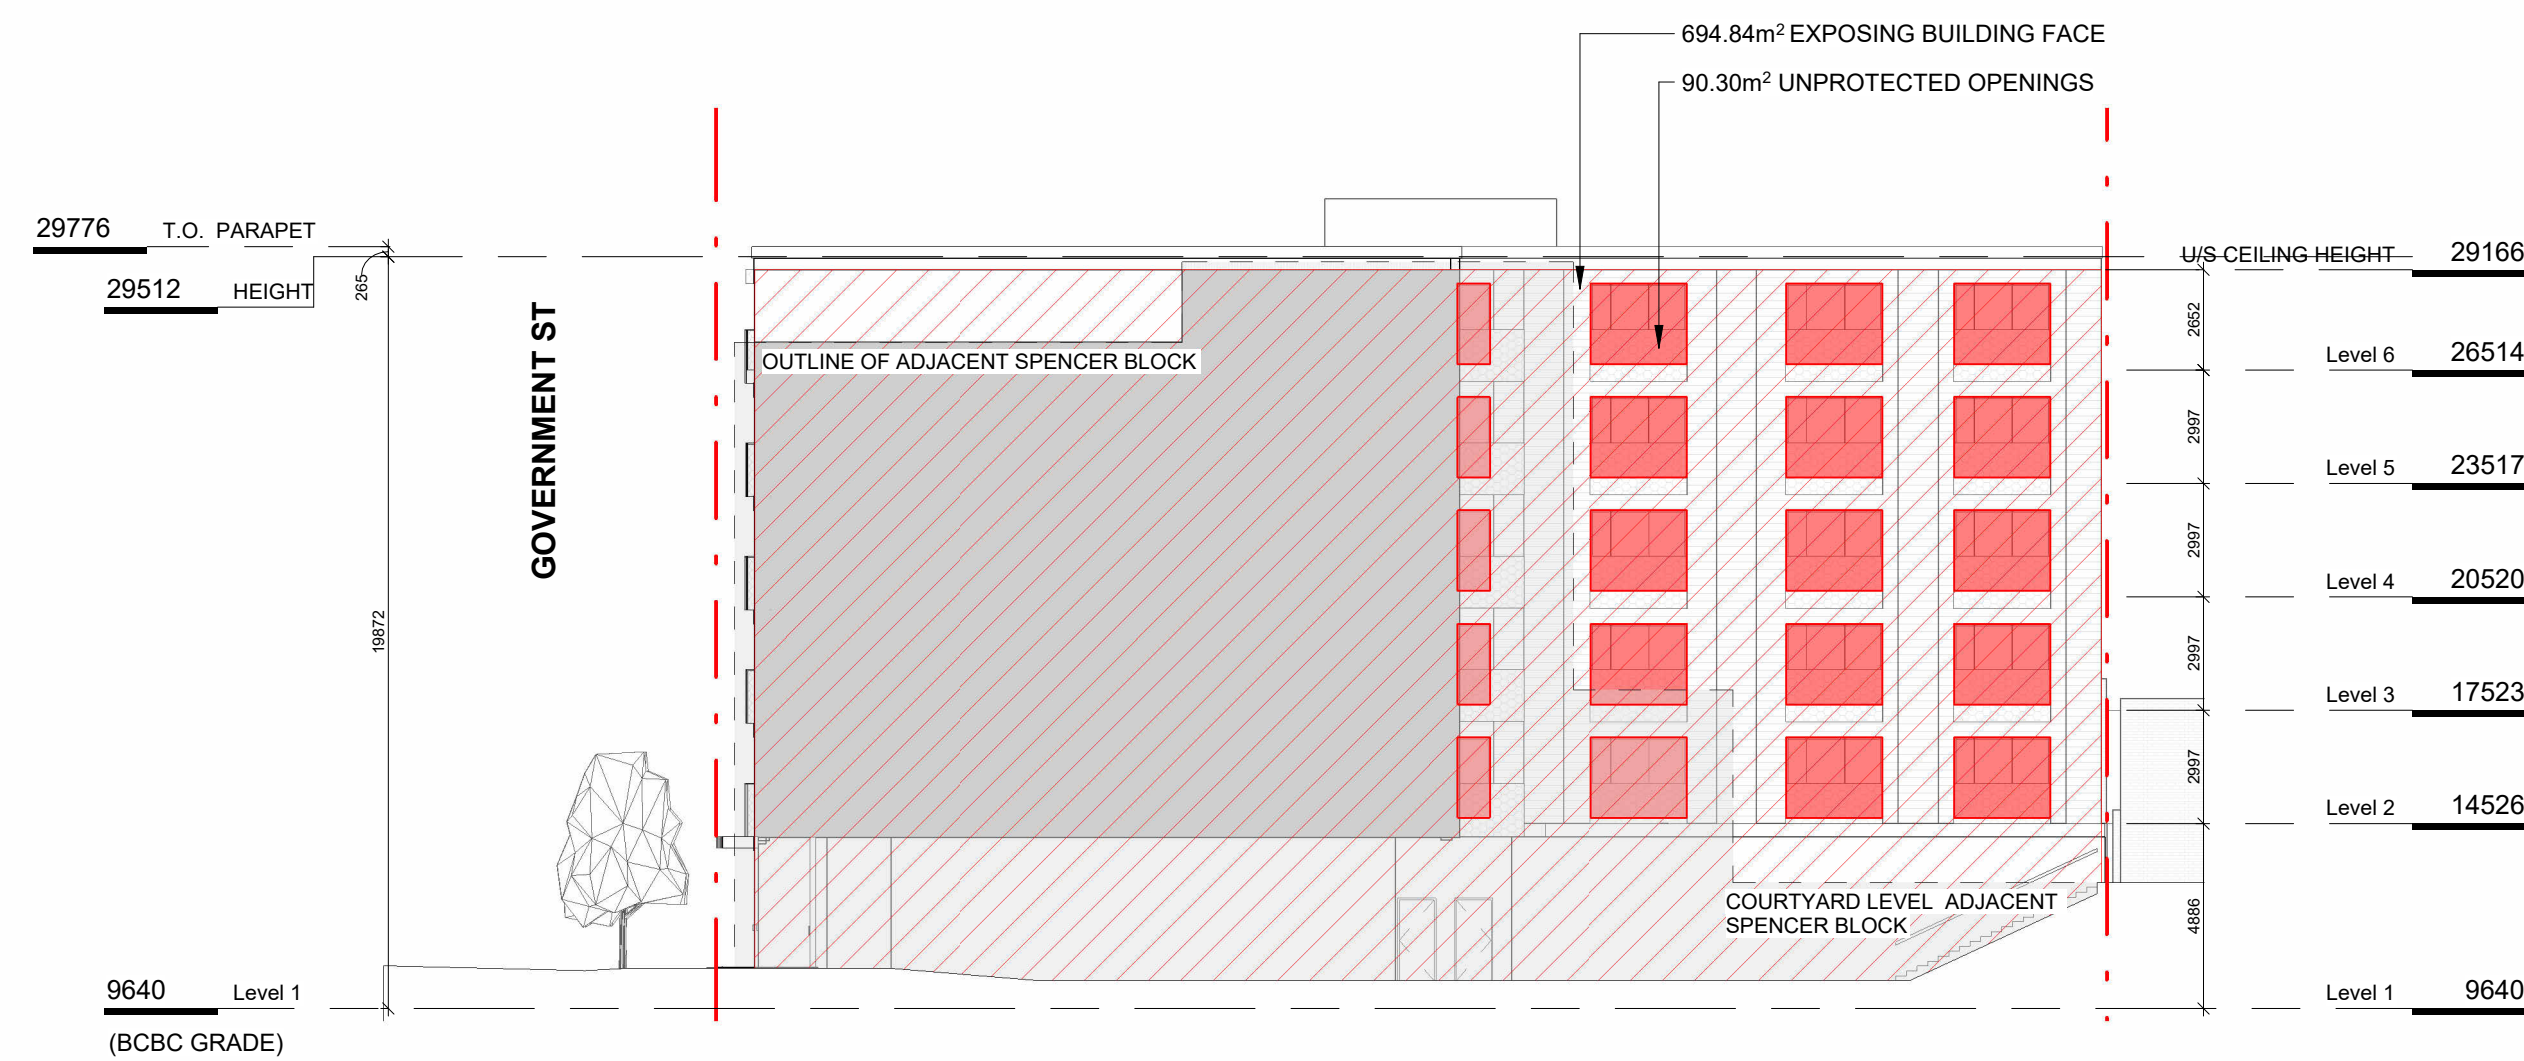 694.84m² EXPOSING BUILDING FACE
90.30m² UNPROTECTED OPENINGS
29776 T.O. PARAPET
29512 HEIGHT
265
19872
GOVERNMENT ST
OUTLINE OF ADJACENT SPENCER BLOCK
U/S CEILING HEIGHT 29166
2652
Level 6 26514
2997
Level 5 23517
2997
Level 4 20520
2997
Level 3 17523
2997
Level 2 14526
COURTYARD LEVEL ADJACENT
SPENCER BLOCK
4886
9640 Level 1
(BCBC GRADE)
Level 1 9640